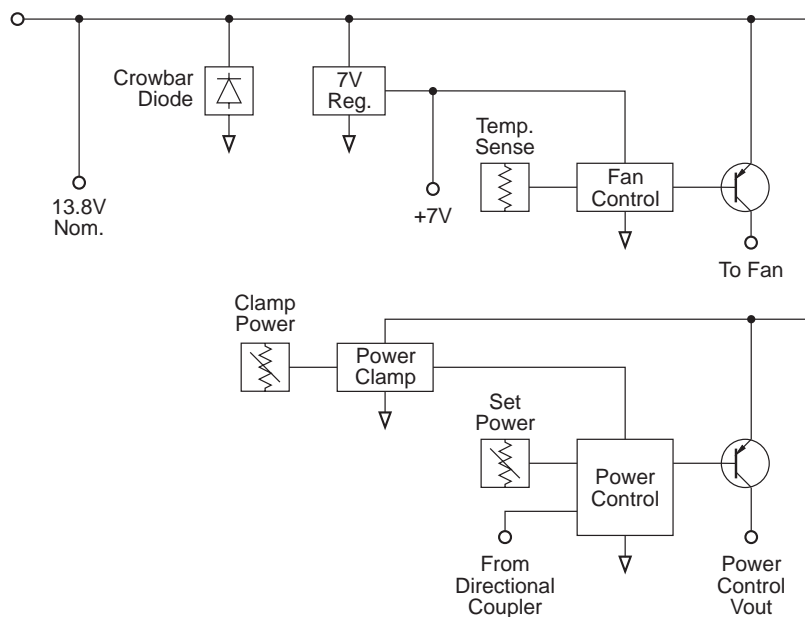 Crowbar
Diode
7V
Reg.
Temp.
Sense
Fan
Control
13.8V
Nom.
+7V
To Fan
Clamp
Power
Power
Clamp
Set
Power
Power
Control
From
Directional
Coupler
Power
Control
Vout